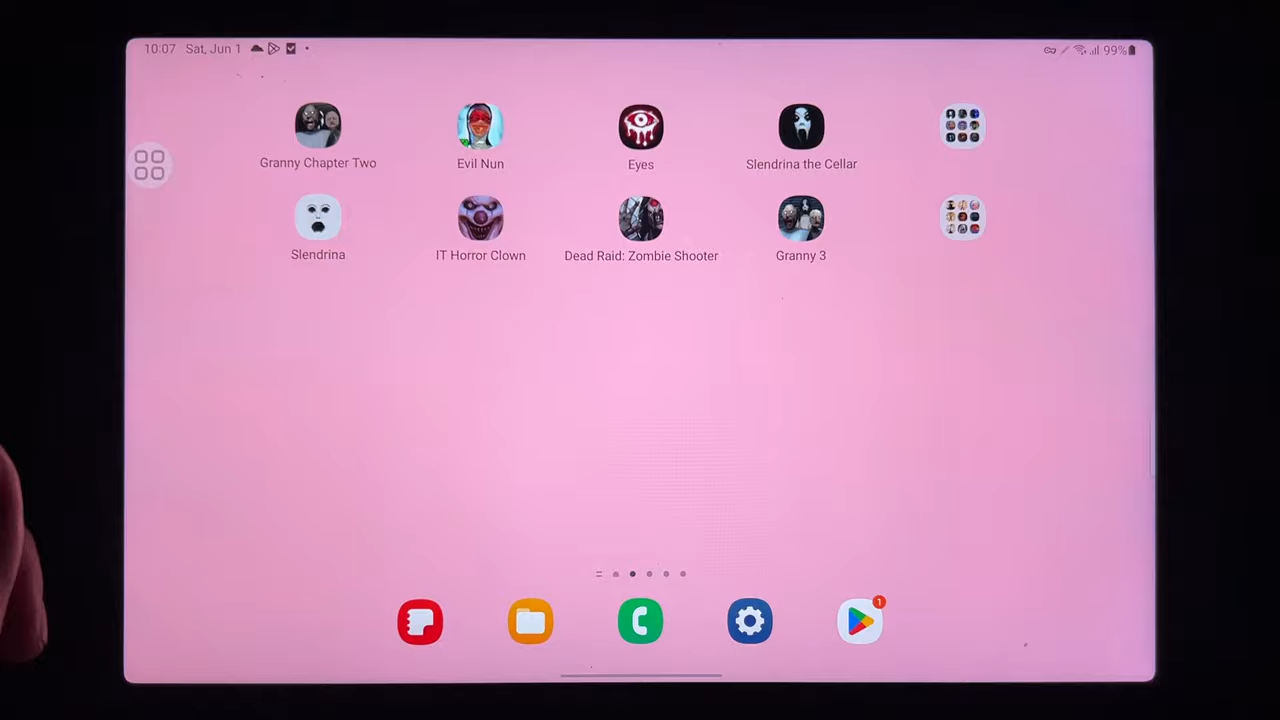 10:07 Sat, Jun 1 99%
Granny Chapter Two Evil Nun Eyes Slendrina the Cellar
Slendrina IT Horror Clown Dead Raid: Zombie Shooter Granny 3
1